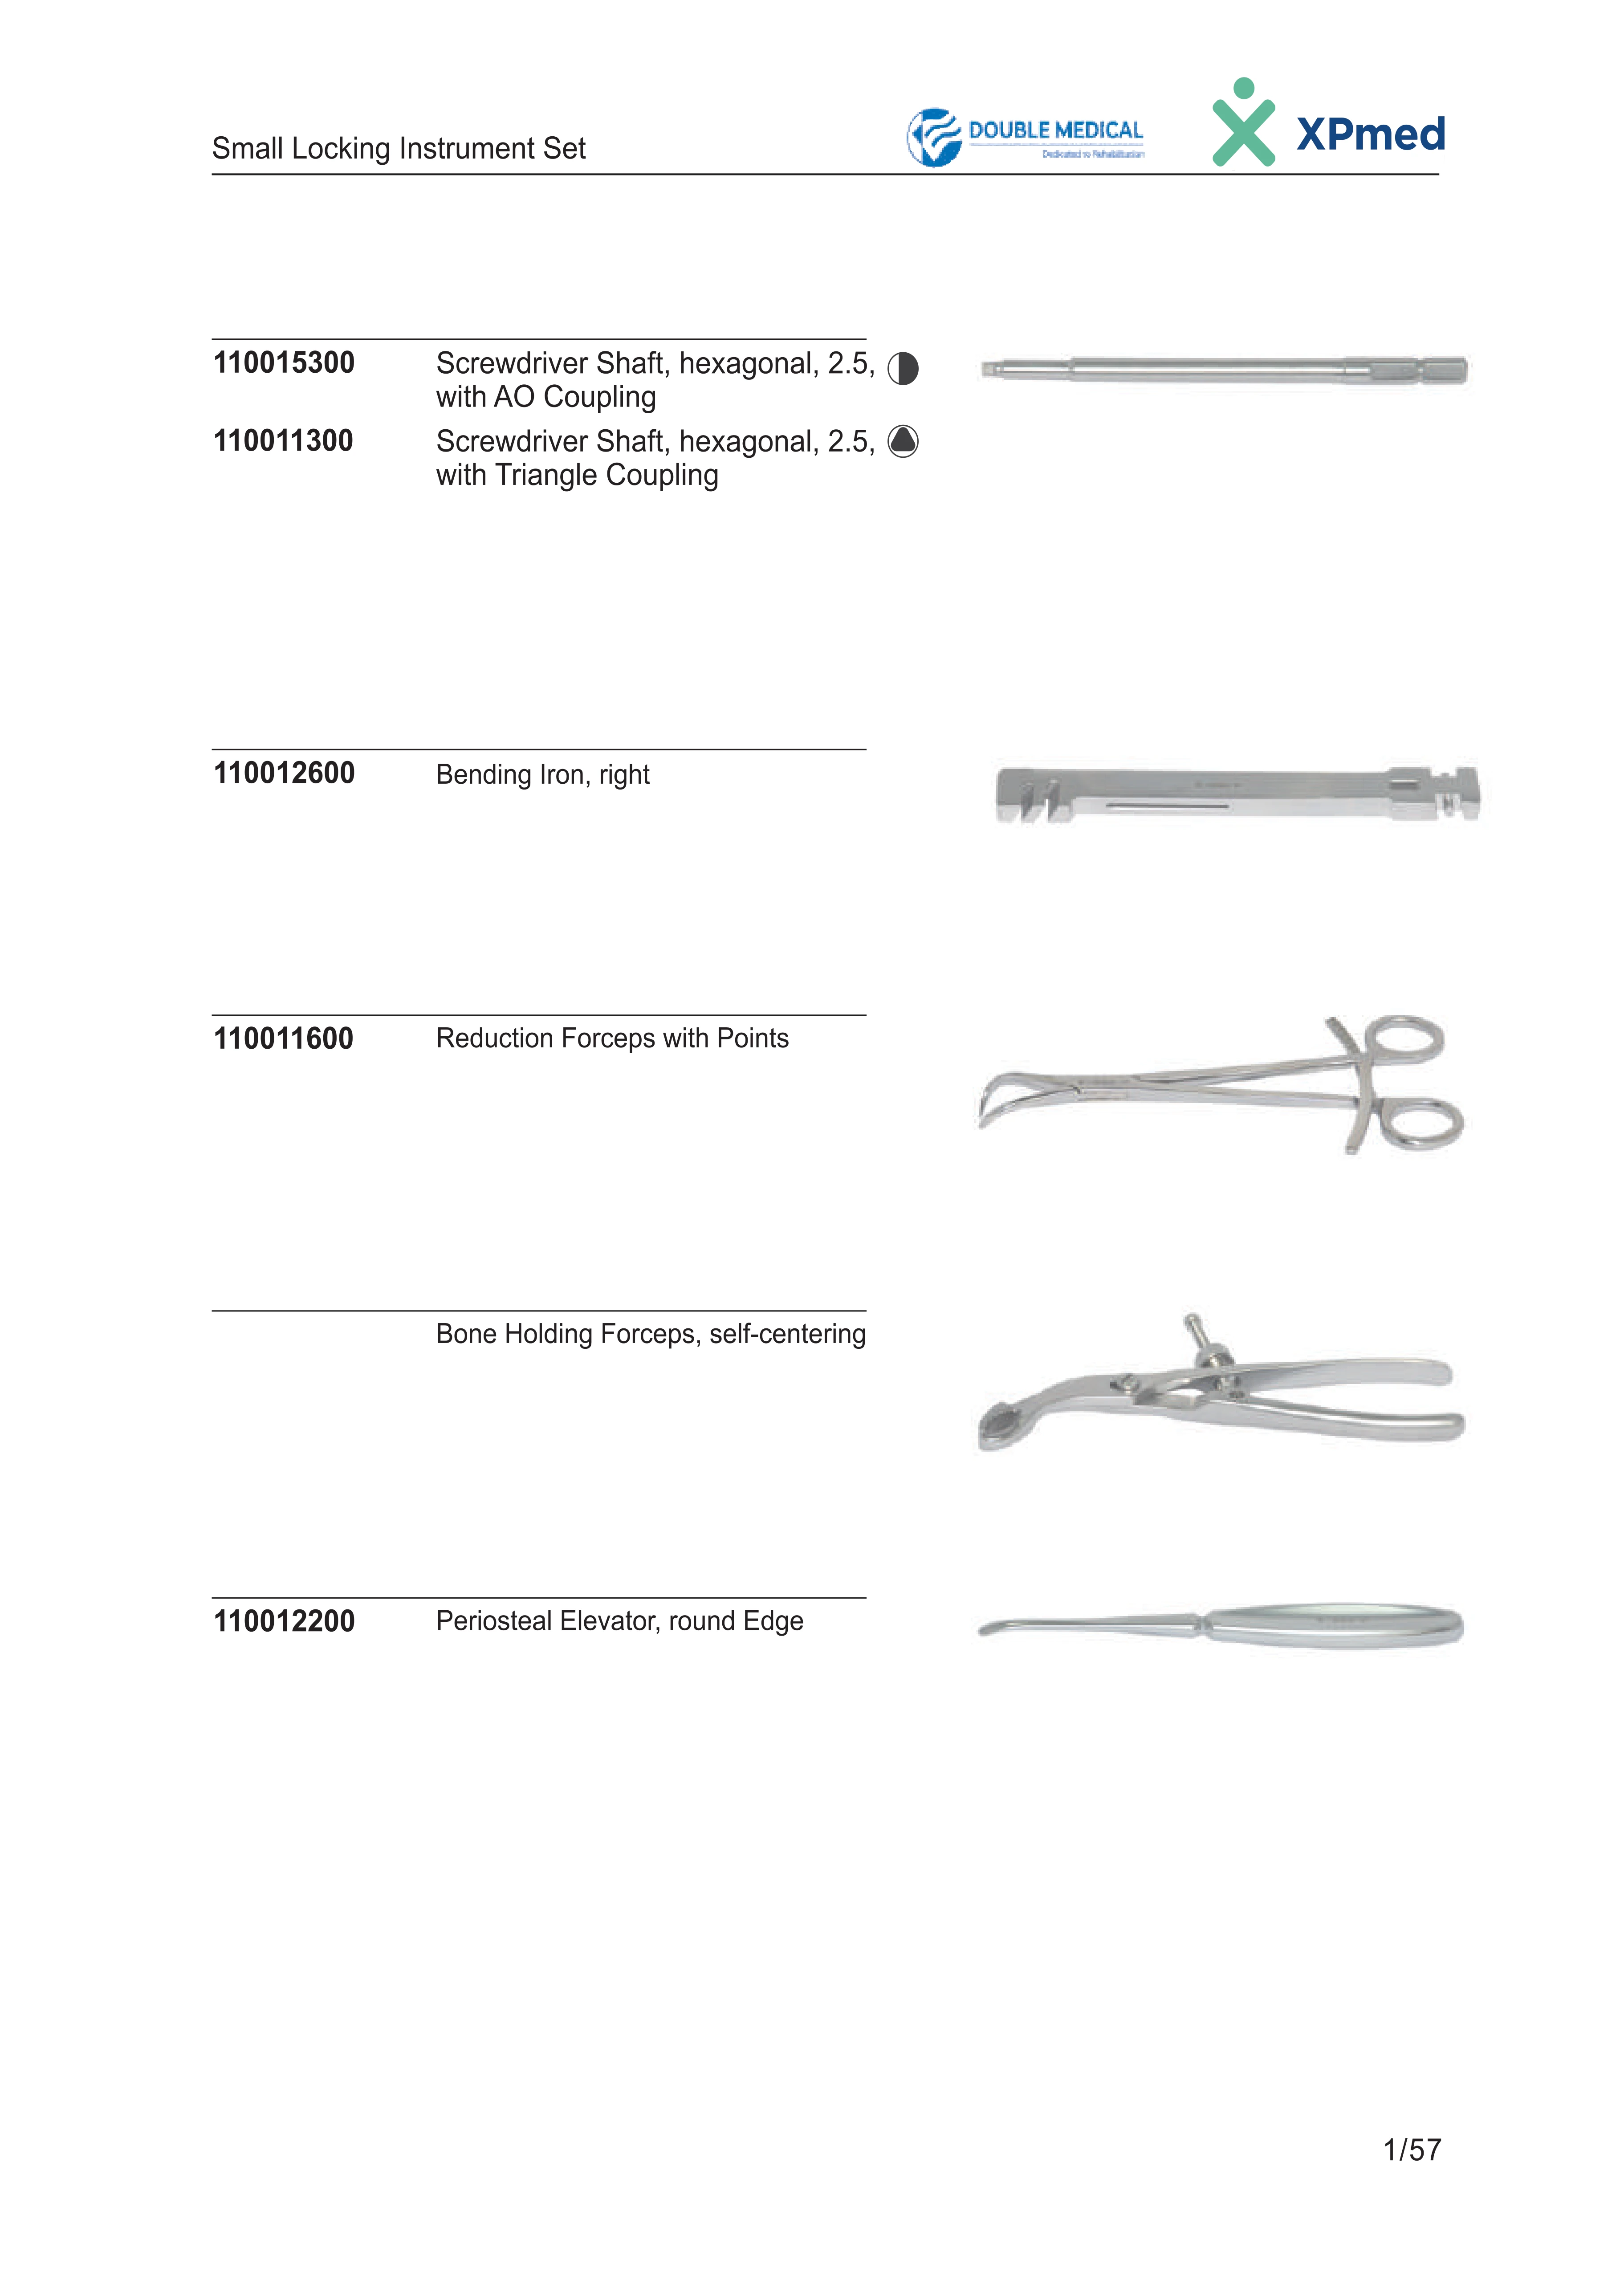 Small Locking Instrument Set
DOUBLE MEDICAL
Dedicated to Rehabilitation
XPmed
110015300 Screwdriver Shaft, hexagonal, 2.5,
with AO Coupling
110011300 Screwdriver Shaft, hexagonal, 2.5,
with Triangle Coupling
110012600 Bending Iron, right
110011600 Reduction Forceps with Points
Bone Holding Forceps, self-centering
110012200 Periosteal Elevator, round Edge
1/57